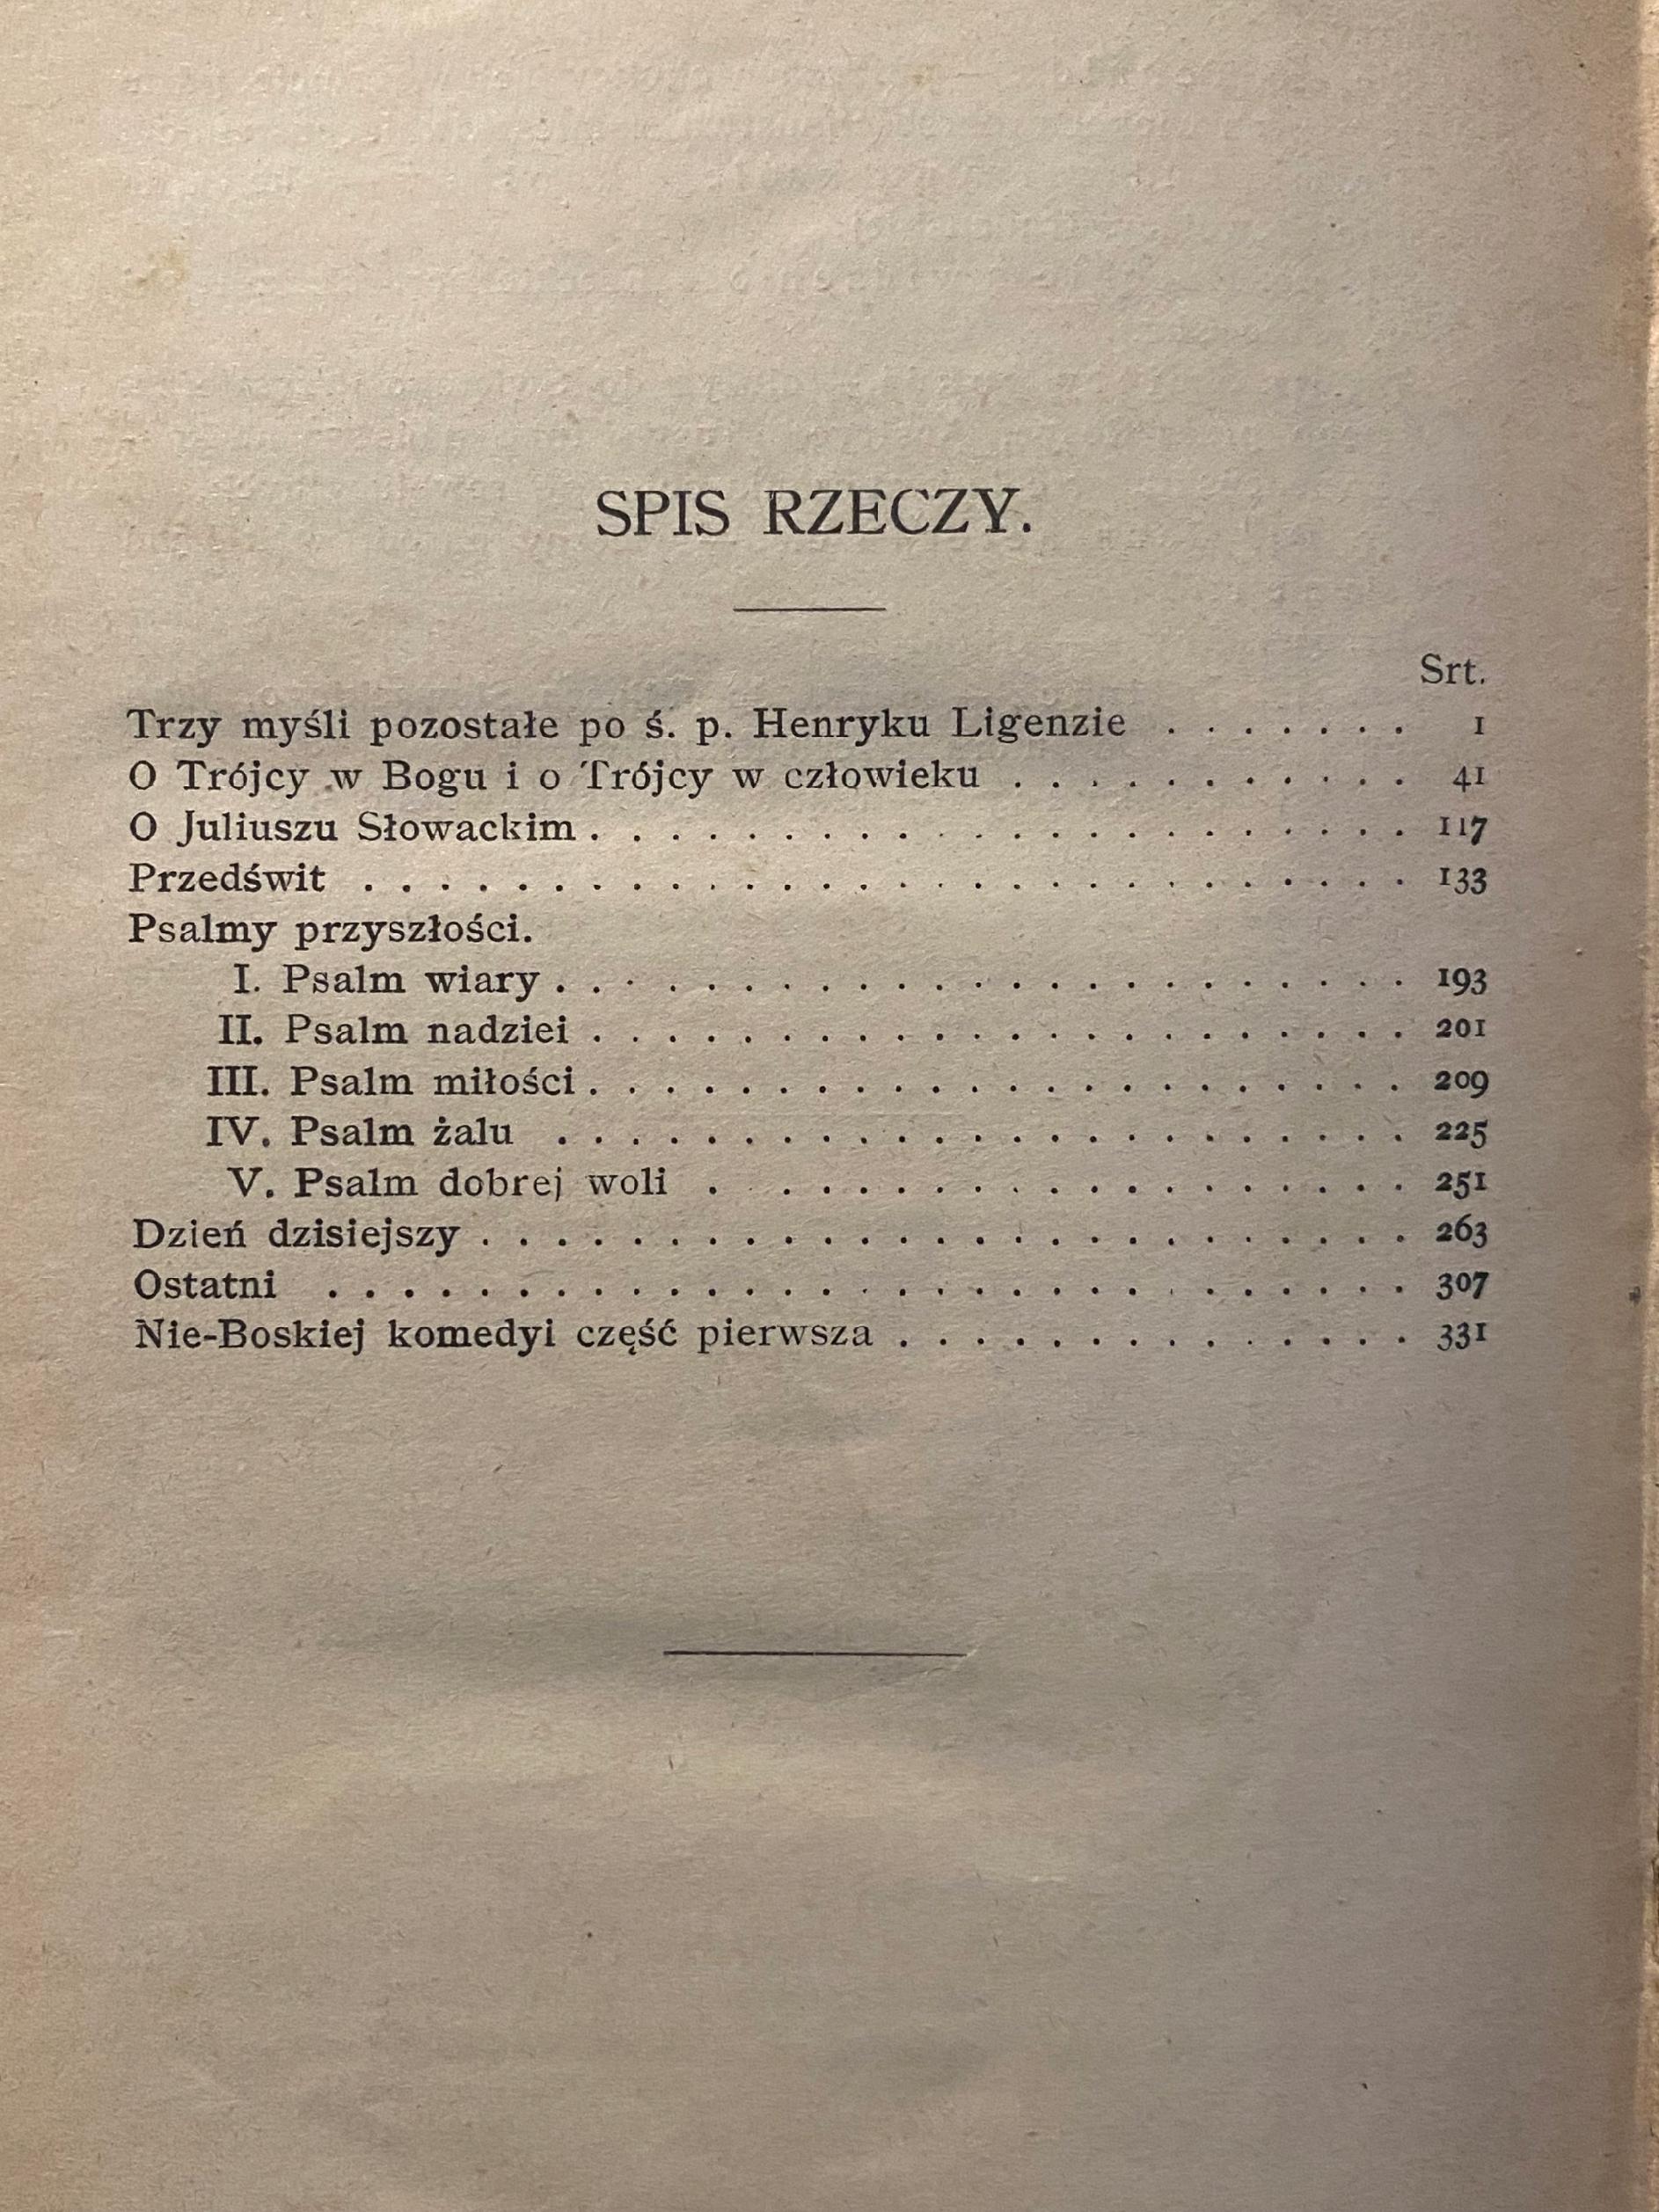 SPIS RZECZY.
Srt.
Trzy myśli pozostałe po ś. p. Henryku Ligenzie . . . . . . . 1
O Trójcy w Bogu i o Trójcy w człowieku . . . . . . . . . . . 41
O Juliuszu Słowackim . . . . . . . . . . . . . . . . . . . . . . 117
Przedświt . . . . . . . . . . . . . . . . . . . . . . . . . . . . 133
Psalmy przyszłości.
I. Psalm wiary . . . . . . . . . . . . . . . . . . . . . . . 193
II. Psalm nadziei . . . . . . . . . . . . . . . . . . . . . . 201
III. Psalm miłości . . . . . . . . . . . . . . . . . . . . . . 209
IV. Psalm żalu . . . . . . . . . . . . . . . . . . . . . . . 225
V. Psalm dobrej woli . . . . . . . . . . . . . . . . . . 251
Dzień dzisiejszy . . . . . . . . . . . . . . . . . . . . . . . . . 263
Ostatni . . . . . . . . . . . . . . . . . . . . . . . . . . . . . 307
Nie-Boskiej komedyi część pierwsza . . . . . . . . . . . . . . 331